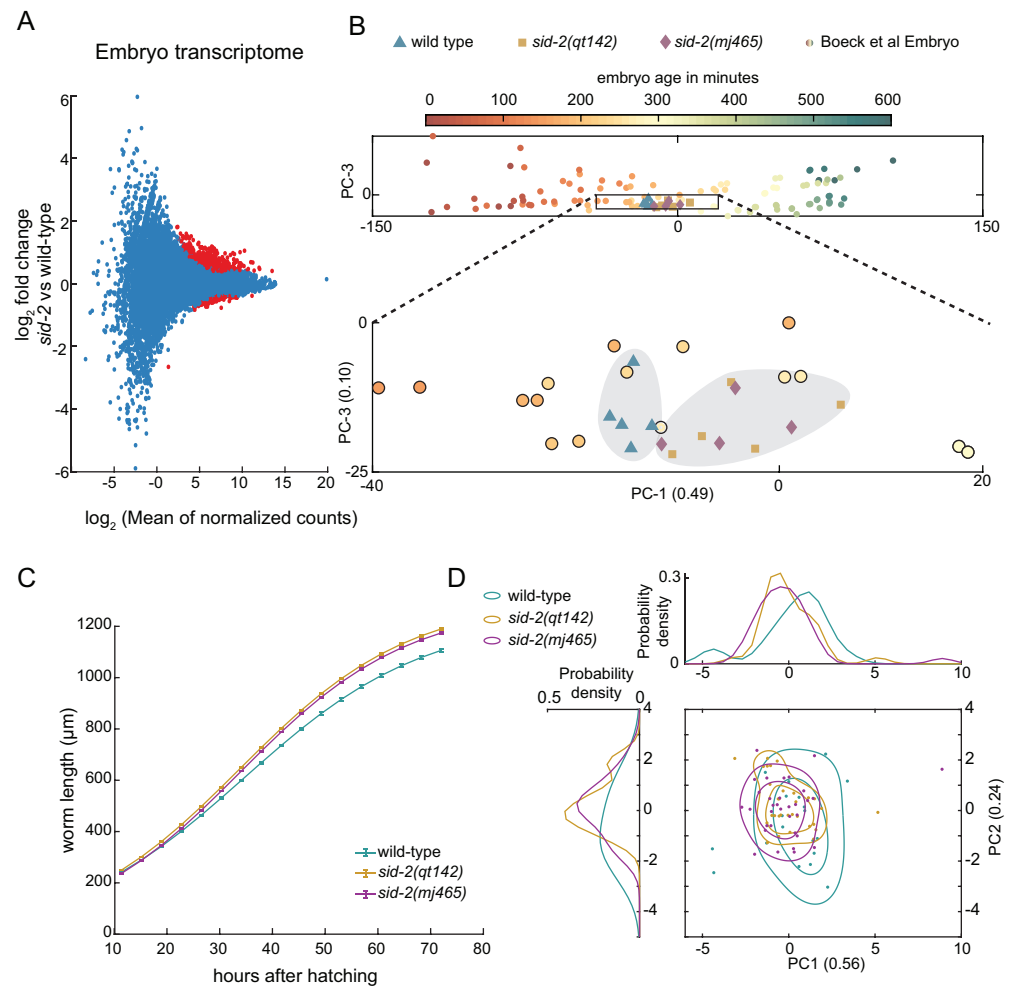 A
Embryo transcriptome
6
4
2
0
-2
-4
-6
log2 fold change
sid-2 vs wild-type
-5
-0
5
10
15
20
log2 (Mean of normalized counts)
B
wild type
sid-2(qt142)
sid-2(mj465)
Boeck et al Embryo
embryo age in minutes
0 100 200 300 400 500 600
PC-3
0
-150 0 150
0
PC-3 (0.10)
-25
-40 0 20
PC-1 (0.49)
C
1200
1000
800
600
400
200
0
worm length (µm)
wild-type
sid-2(qt142)
sid-2(mj465)
10 20 30 40 50 60 70 80
hours after hatching
D
wild-type
sid-2(qt142)
sid-2(mj465)
0.3
Probability
density
0
-5 0 5 10
Probability
density
0.5 0
4
2
0
-2
-4
4
2
0
-2
-4
PC2 (0.24)
-5 0 5 10
PC1 (0.56)